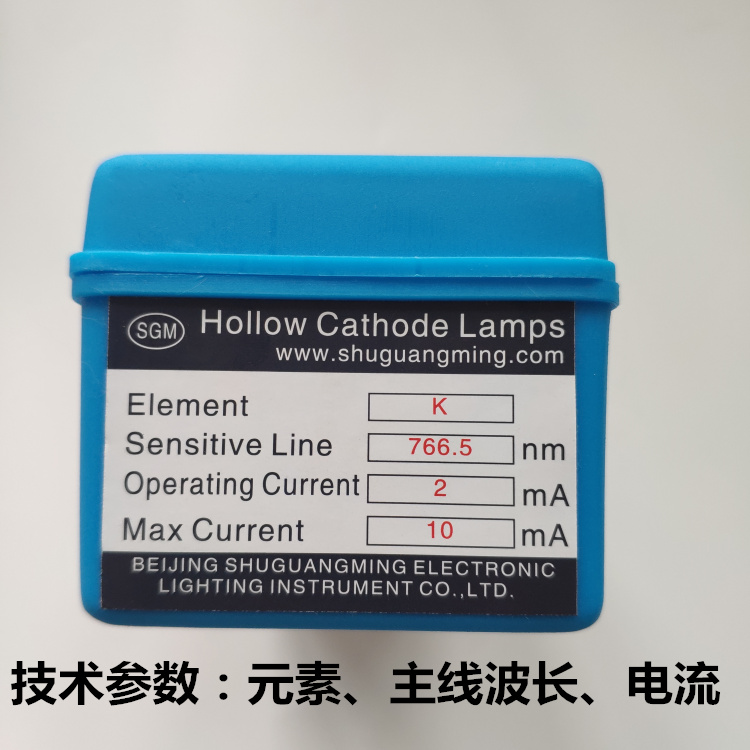 SGM
Hollow Cathode Lamps
www.shuguangming.com
Element K
Sensitive Line 766.5 nm
Operating Current 2 mA
Max Current 10 mA
BEIJING SHUGUANGMING ELECTRONIC
LIGHTING INSTRUMENT CO.,LTD.
技术参数：元素、主线波长、电流